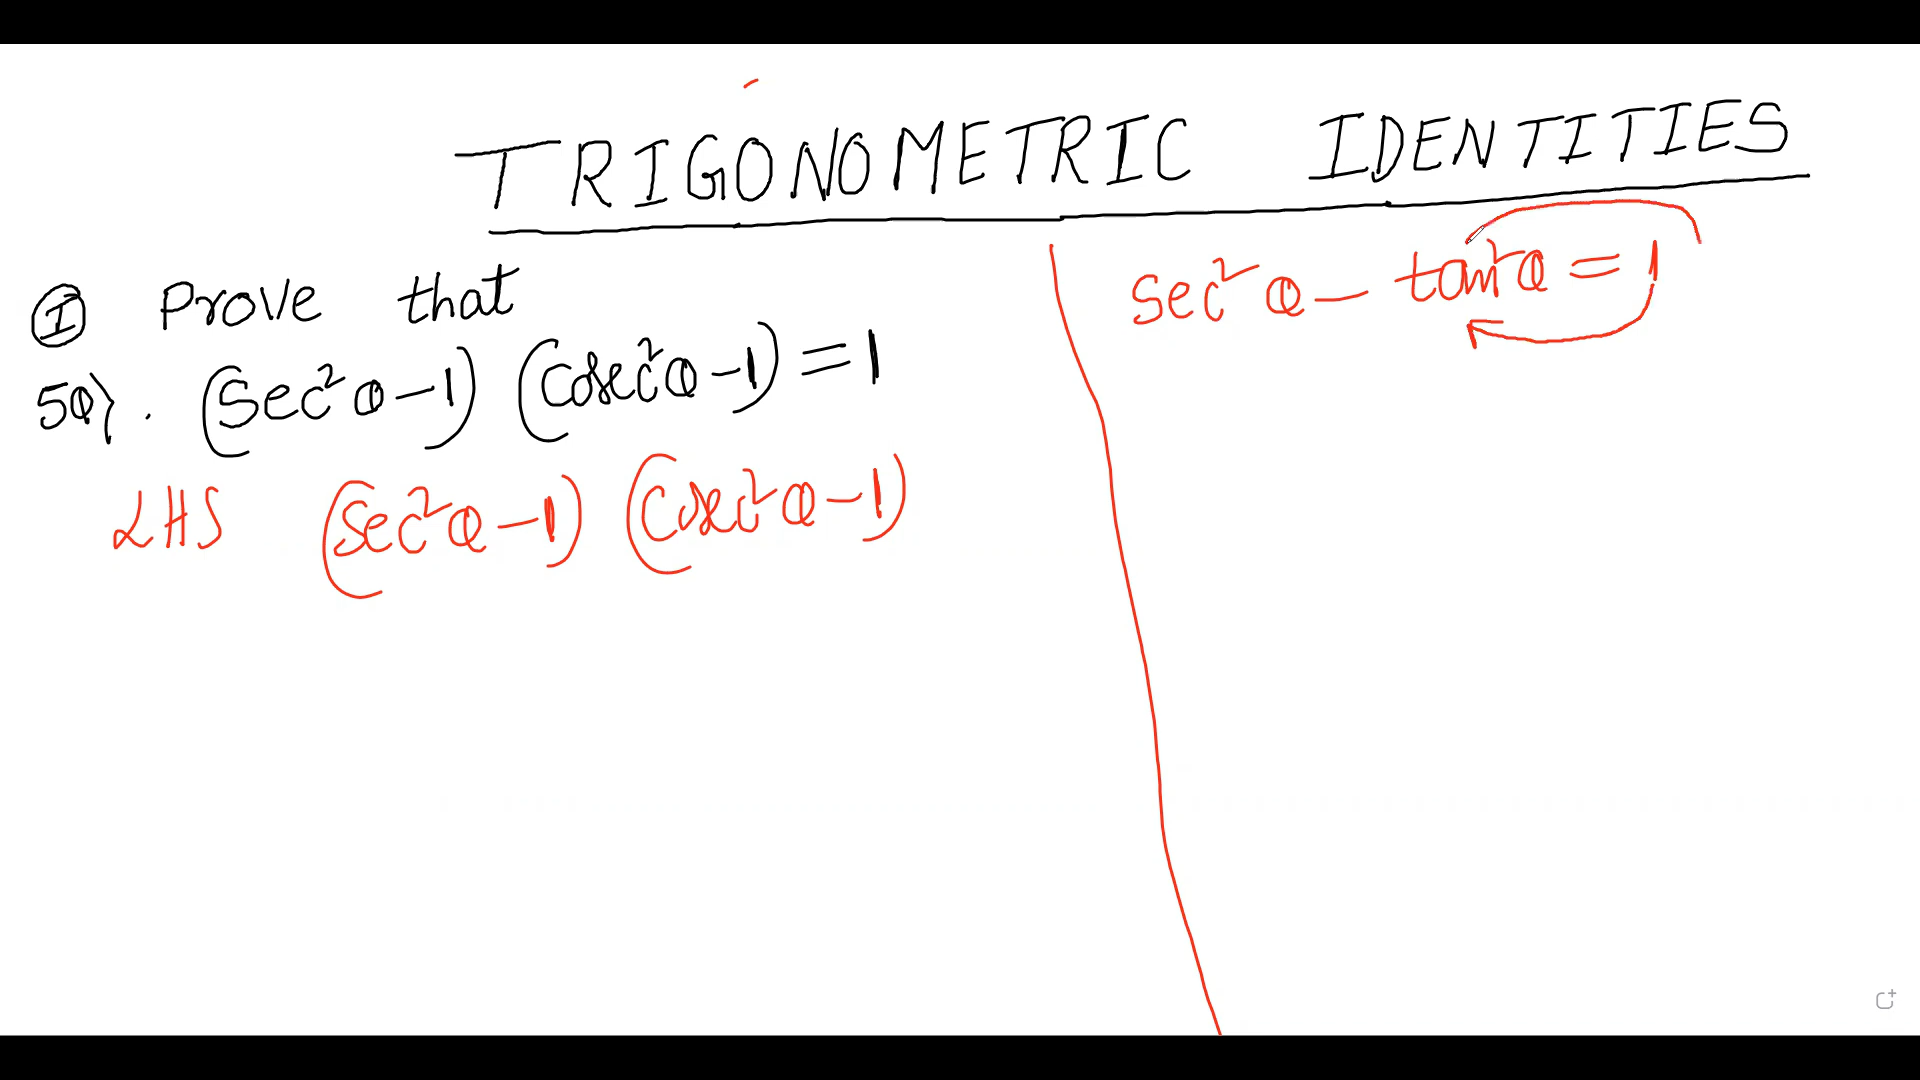 TRIGONOMETRIC IDENTITIES
① Prove that
5Q}. (Sec²θ-1) (Cosec²θ-1) = 1
LHS (Sec²θ-1) (Cosec²θ-1)
Sec²θ - tan²θ = 1